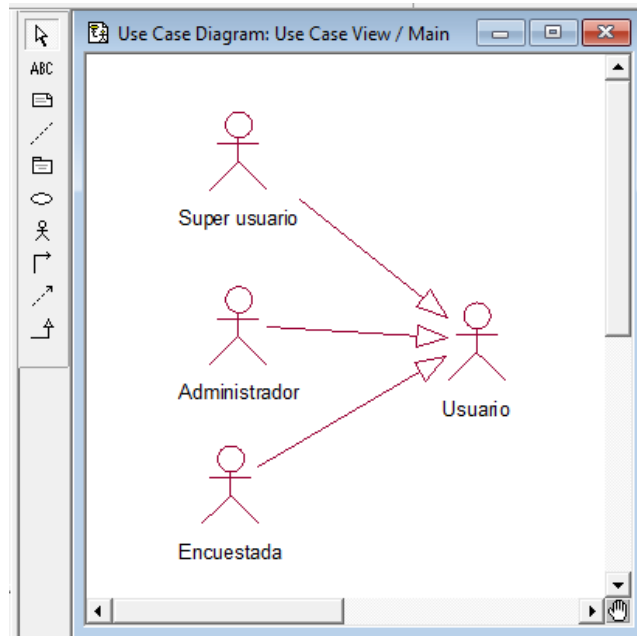 Use Case Diagram: Use Case View / Main
ABC
Super usuario
Administrador
Usuario
Encuestada